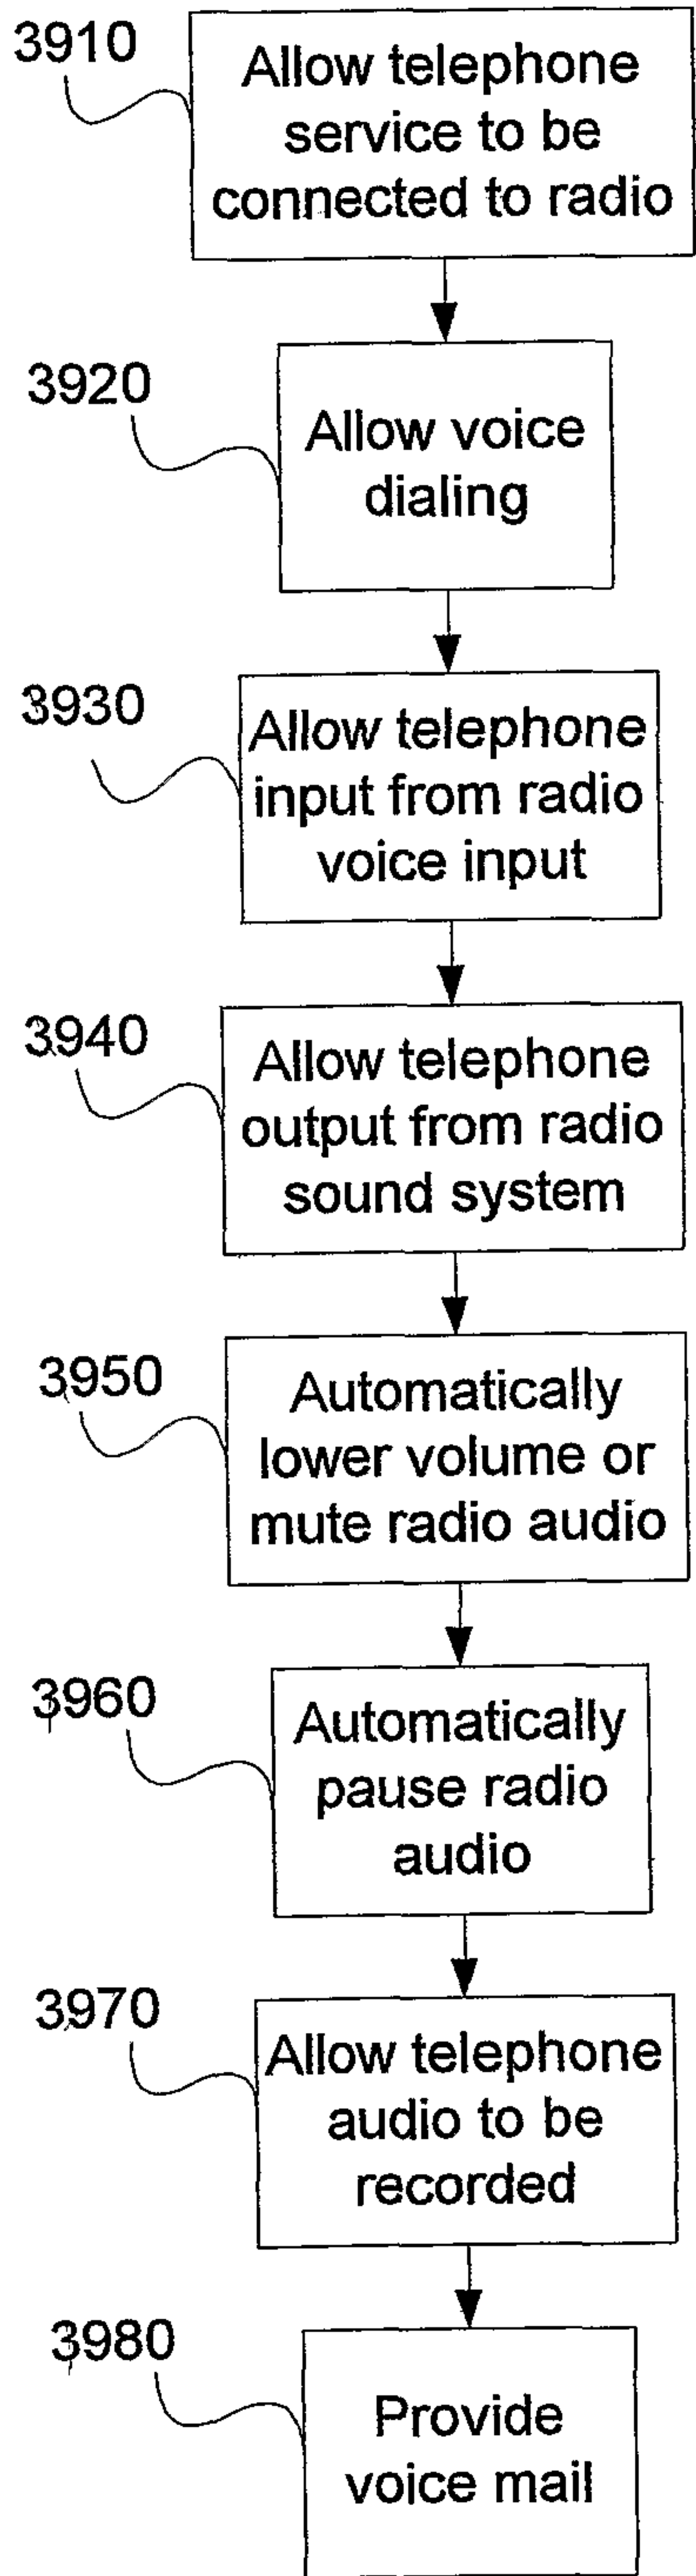 3910
Allow telephone
service to be
connected to radio
3920
Allow voice
dialing
3930
Allow telephone
input from radio
voice input
3940
Allow telephone
output from radio
sound system
3950
Automatically
lower volume or
mute radio audio
3960
Automatically
pause radio
audio
3970
Allow telephone
audio to be
recorded
3980
Provide
voice mail